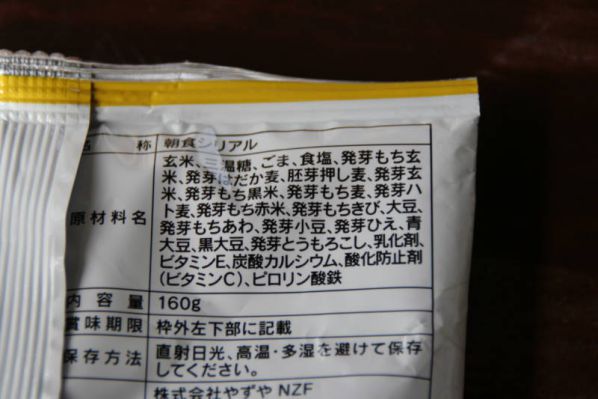 名 称 朝食シリアル
玄米、三温糖、ごま、食塩、発芽もち玄
米、発芽はだか麦、胚芽押し麦、発芽玄
米、発芽もち黒米、発芽もち麦、発芽ハ
原材料名 ト麦、発芽もち赤米、発芽もちきび、大豆、
発芽もちあわ、発芽小豆、発芽ひえ、青
大豆、黒大豆、発芽とうもろこし、乳化剤、
ビタミンE、炭酸カルシウム、酸化防止剤
(ビタミンC)、ピロリン酸鉄
内容量 160g
賞味期限 枠外左下部に記載
保存方法 直射日光、高温・多湿を避けて保存
してください。
株式会社やずや NZF